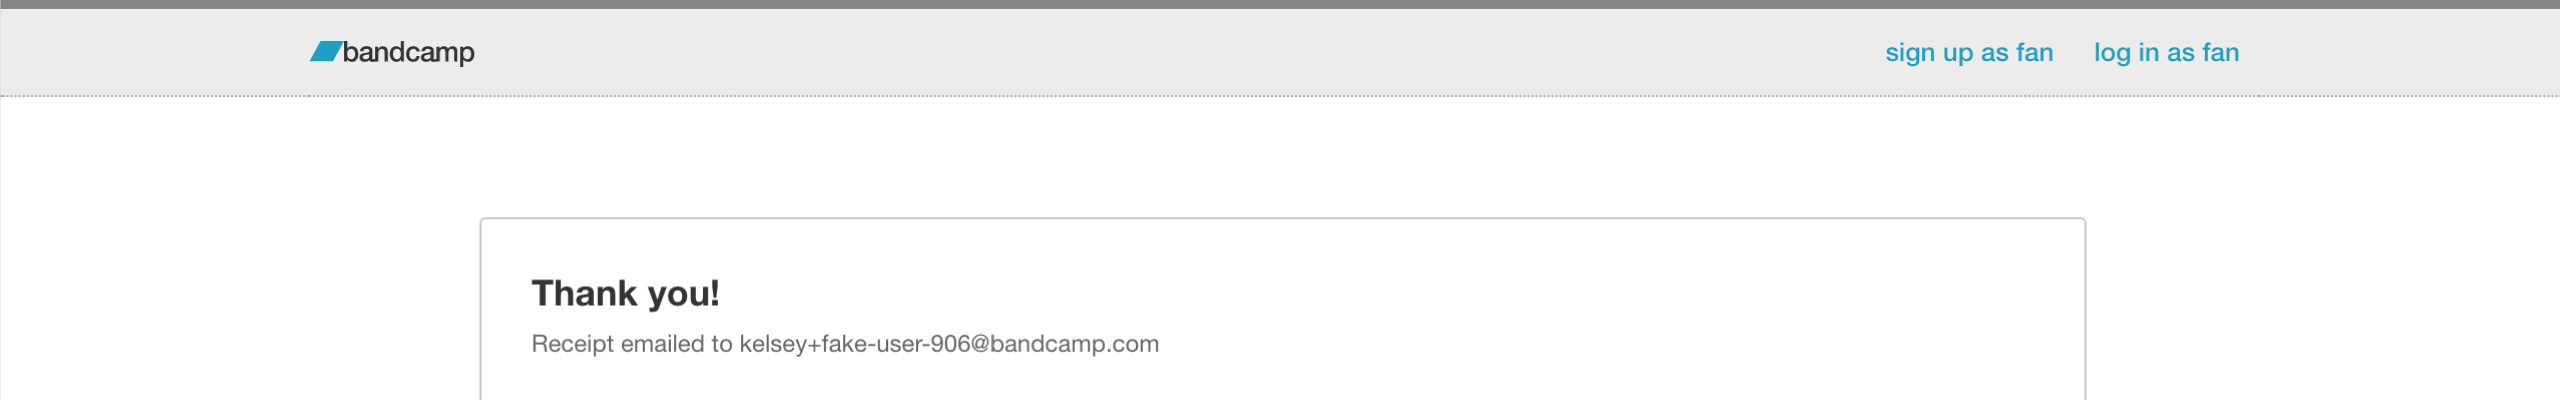 bandcamp sign up as fan log in as fan
Thank you!
Receipt emailed to kelsey+fake-user-906@bandcamp.com